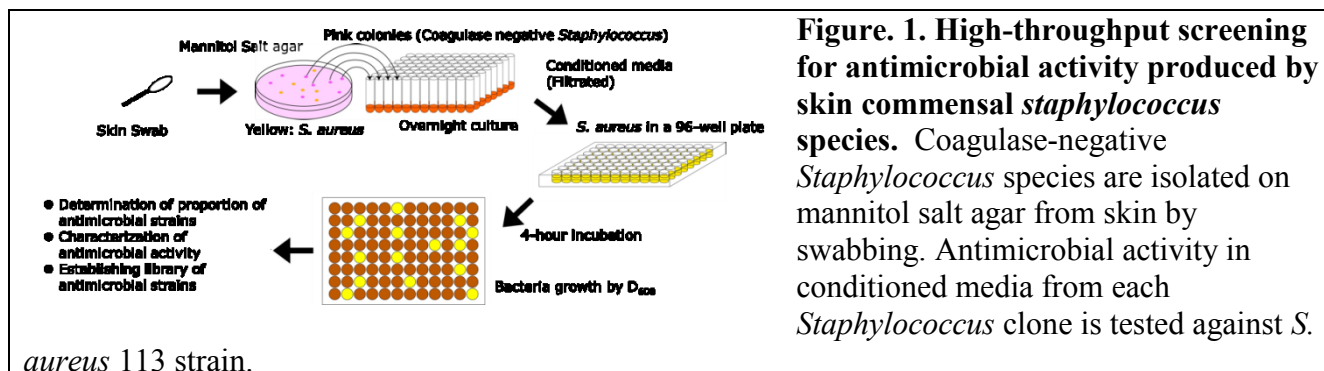 Mannitol Salt agar
Pink colonies (Coagulase negative Staphylococcus)
Conditioned media
(Filtrated)
Skin Swab
Yellow: S. aureus
Overnight culture
S. aureus in a 96-well plate
4-hour incubation
Bacteria growth by D600
● Determination of proportion of
antimicrobial strains
● Characterization of
antimicrobial activity
● Establishing library of
antimicrobial strains
Figure. 1. High-throughput screening
for antimicrobial activity produced by
skin commensal staphylococcus
species. Coagulase-negative
Staphylococcus species are isolated on
mannitol salt agar from skin by
swabbing. Antimicrobial activity in
conditioned media from each
Staphylococcus clone is tested against S.
aureus 113 strain.